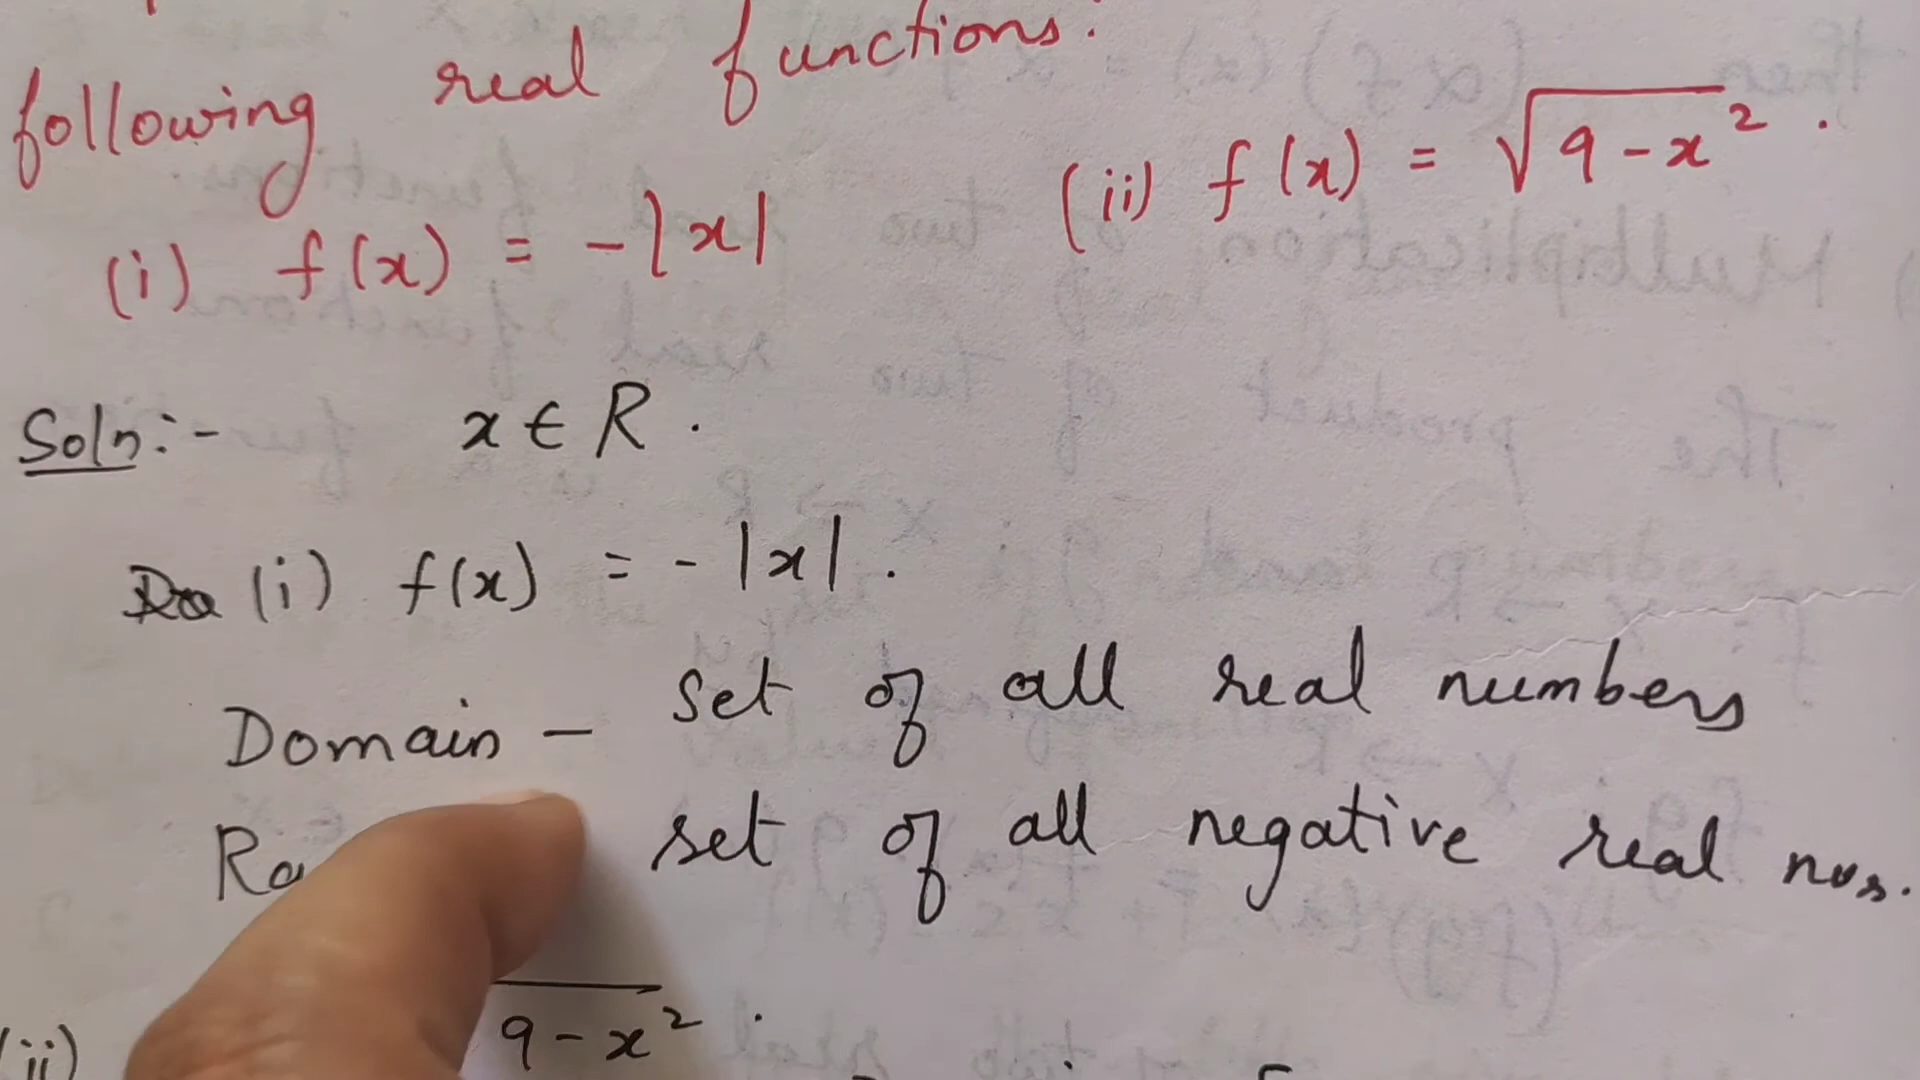 following real functions:
(i) f(x) = -|x| (ii) f(x) = √9-x² .
Soln:- x ∈ R .
(i) f(x) = -|x| .
Domain - set of all real numbers
Ra set of all negative real nos.
(ii) 9-x² .